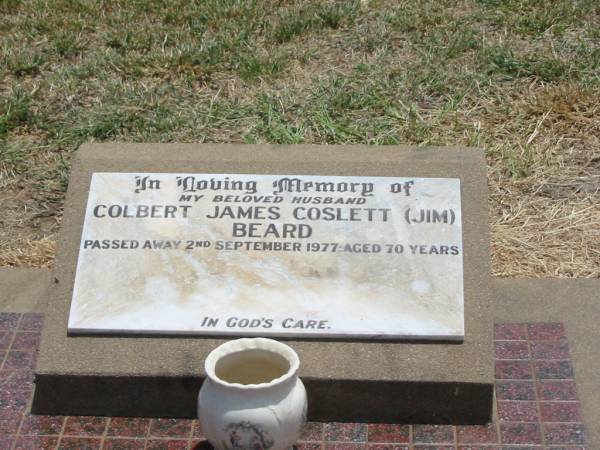 In Loving Memory of
MY BELOVED HUSBAND
COLBERT JAMES COSLETT (JIM)
BEARD
PASSED AWAY 2ND SEPTEMBER 1977·AGED 70 YEARS
IN GOD'S CARE.